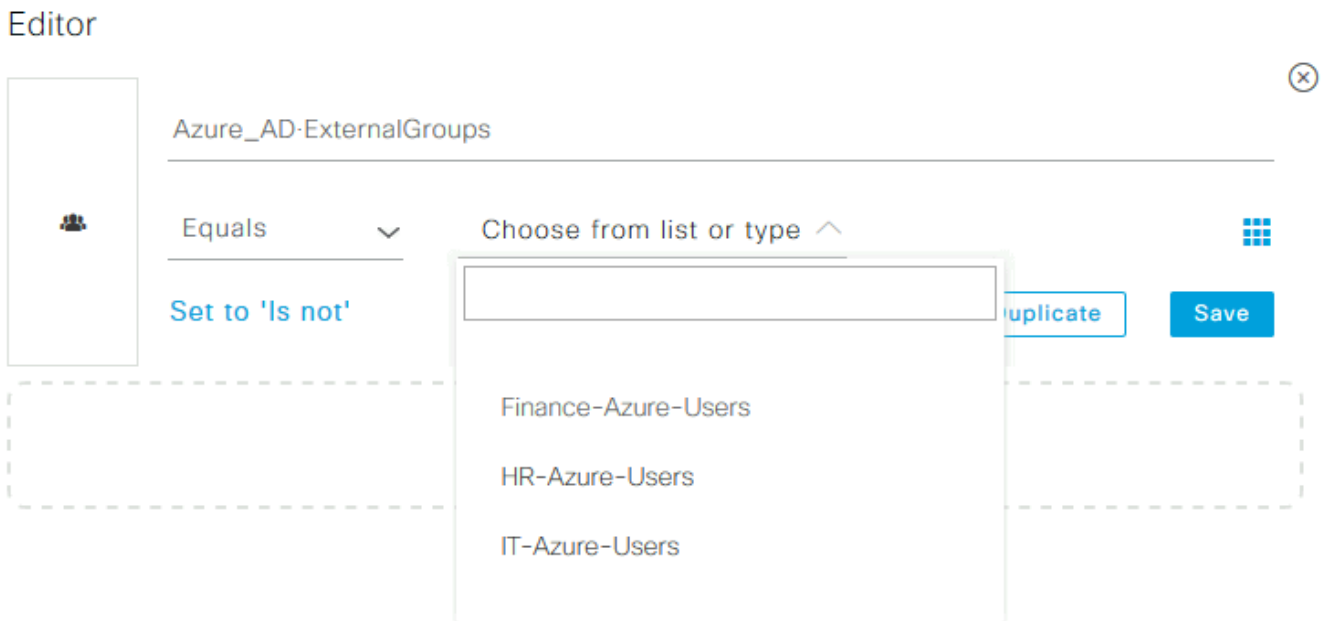 Editor
Azure_AD·ExternalGroups
Equals
Choose from list or type
Set to 'Is not'
uplicate
Save
Finance-Azure-Users
HR-Azure-Users
IT-Azure-Users